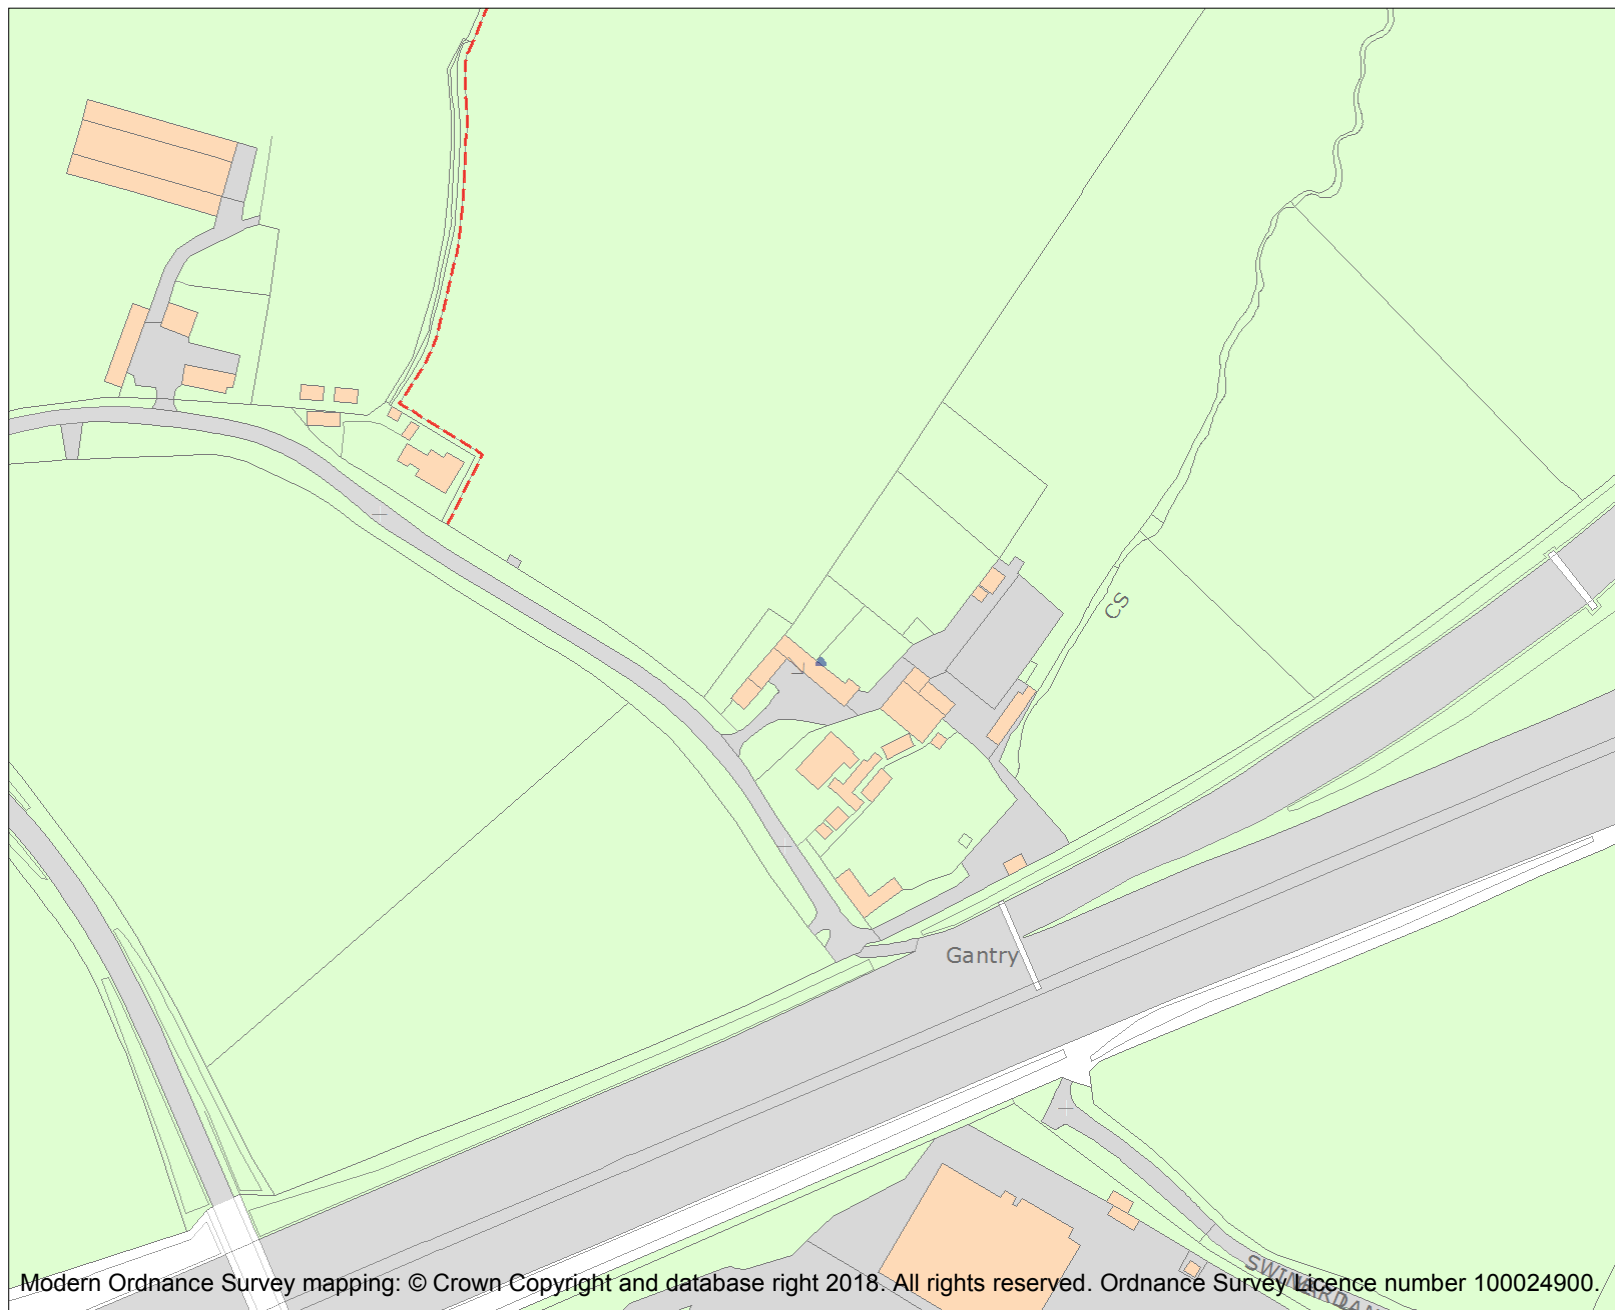 CS
Gantry
Modern Ordnance Survey mapping: © Crown Copyright and database right 2018. All rights reserved. Ordnance Survey Licence number 100024900.